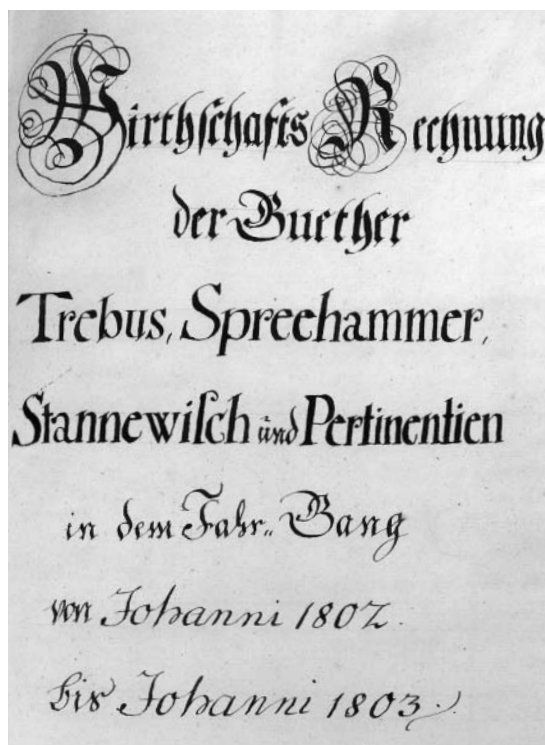 Wirthschafts Rechnung
der Guether
Trebus, Spreehammer,
Stannewisch und Pertinentien
in dem Jahr„ Gang
von Johanni 1802.
bis Johanni 1803.